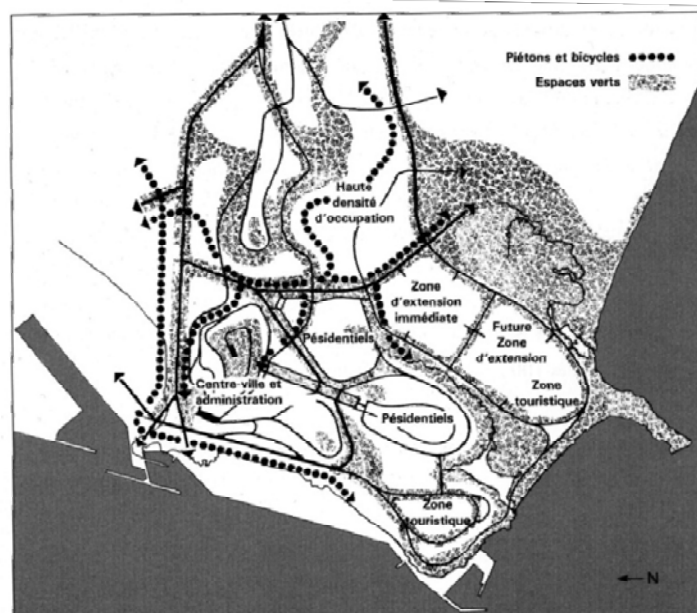 Piétons et bicycles
Espaces verts
Haute
densité
d'occupation
Zone
d'extension
immédiate
Pésidentiels
Future
Zone
d'extension
Centre-ville et
administration
Zone
touristique
Pésidentiels
Zone
touristique
N